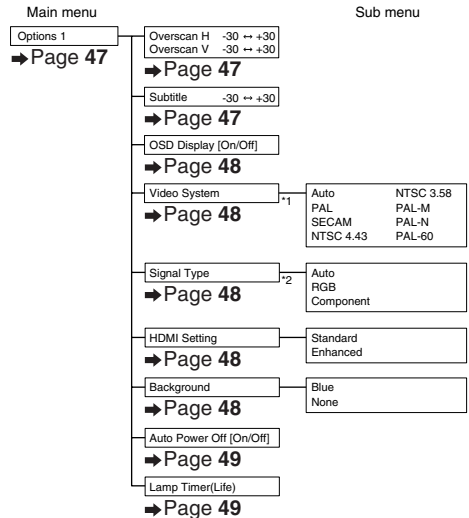 Main menu
Sub menu
Options 1
➡Page 47
Overscan H -30 ↔ +30
Overscan V -30 ↔ +30
➡Page 47
Subtitle -30 ↔ +30
➡Page 47
OSD Display [On/Off]
➡Page 48
Video System
*1
➡Page 48
Auto NTSC 3.58
PAL PAL-M
SECAM PAL-N
NTSC 4.43 PAL-60
Signal Type
*2
➡Page 48
Auto
RGB
Component
HDMI Setting
➡Page 48
Standard
Enhanced
Background
➡Page 48
Blue
None
Auto Power Off [On/Off]
➡Page 49
Lamp Timer(Life)
➡Page 49